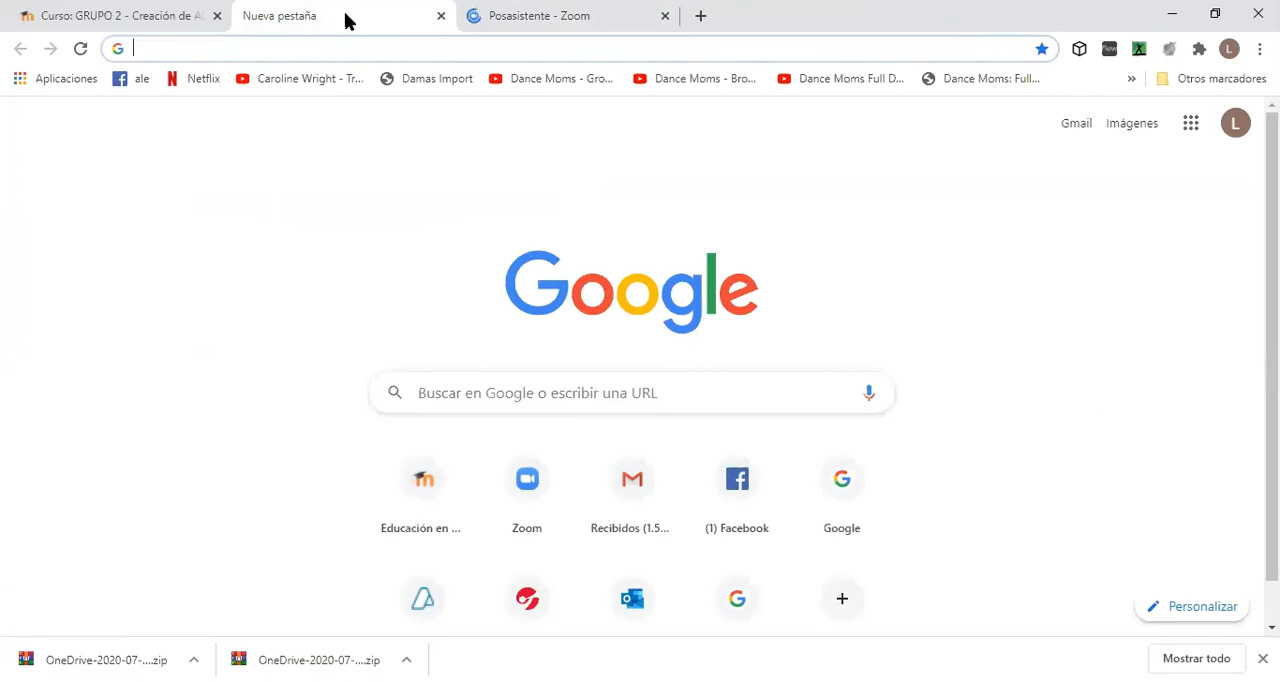 Curso: GRUPO 2 - Creación de A
Nueva pestaña
Posasistente - Zoom
Aplicaciones
ale
Netflix
Caroline Wright - Tr...
Damas Import
Dance Moms - Gro...
Dance Moms - Bro...
Dance Moms Full D...
Dance Moms: Full...
Otros marcadores
L
Gmail
Imágenes
L
Google
Buscar en Google o escribir una URL
Educación en ...
Zoom
Recibidos (1.5...
(1) Facebook
Google
Personalizar
OneDrive-2020-07-....zip
OneDrive-2020-07-....zip
Mostrar todo